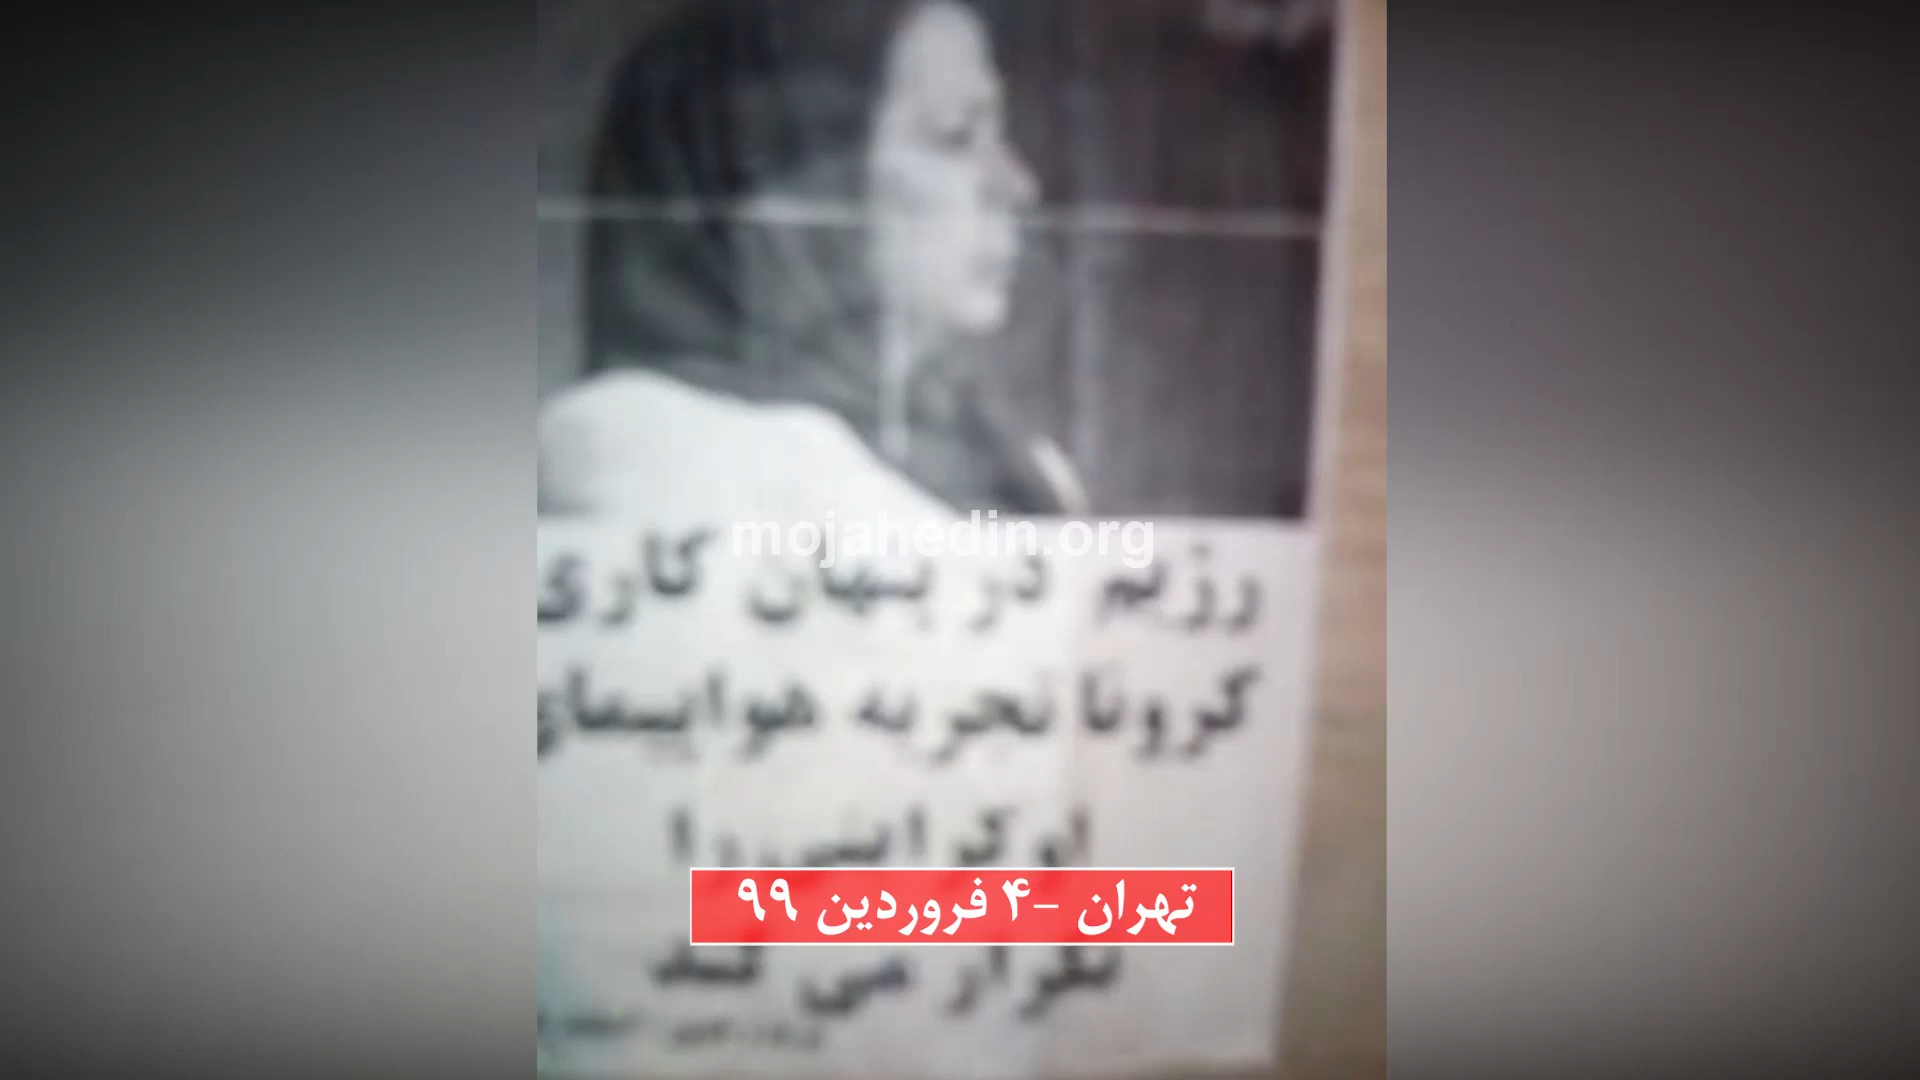 mojahedin.org
رژیم در پنهان کاری
کرونا تجربه هواپیمای
اوکراینی را
تهران -۴ فروردین ۹۹
تکرار می کند